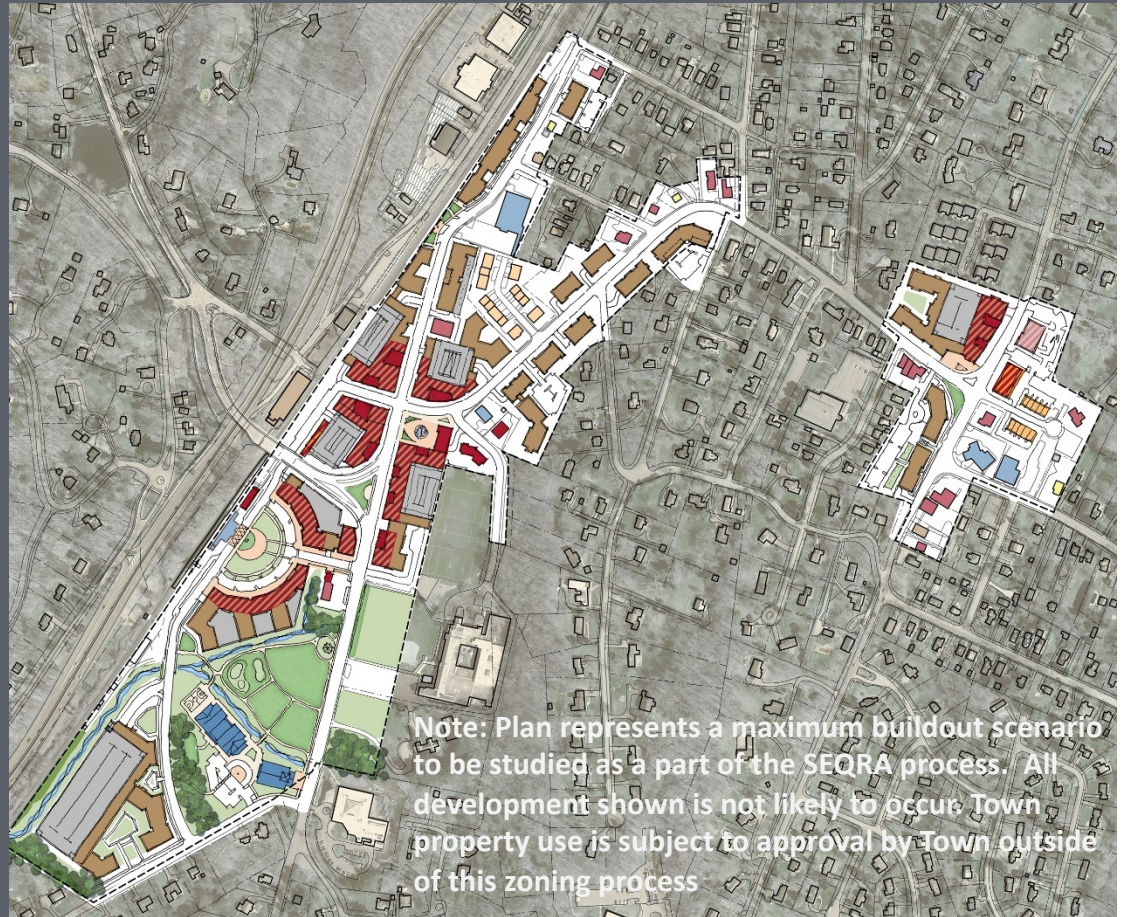 Note: Plan represents a maximum buildout scenario
to be studied as a part of the SEQRA process.  All
development shown is not likely to occur. Town
property use is subject to approval by Town outside
of this zoning process